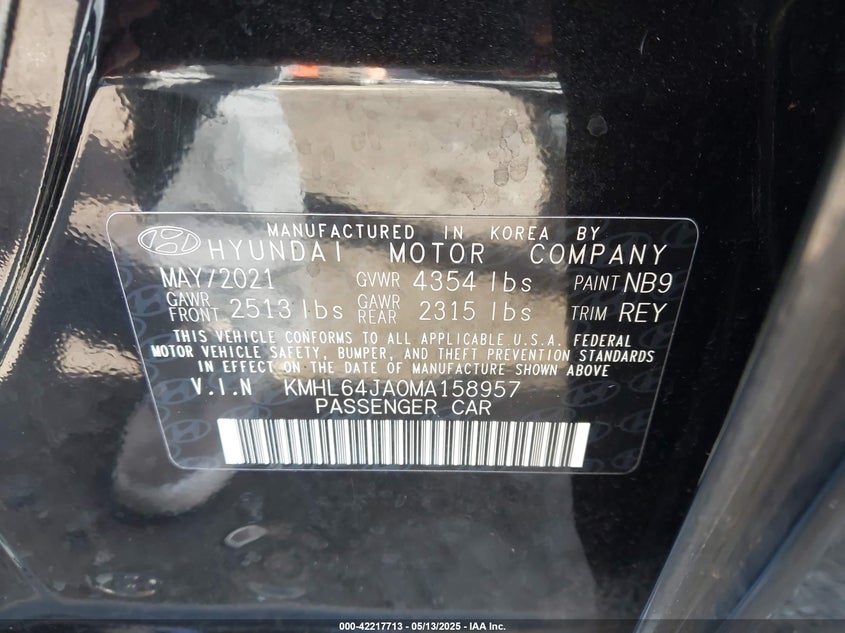 MANUFACTURED IN KOREA BY
HYUNDAI MOTOR COMPANY
MAY/2021 GVWR 4354 lbs PAINT NB9
GAWR FRONT 2513 lbs GAWR REAR 2315 lbs TRIM REY
THIS VEHICLE CONFORMS TO ALL APPLICABLE U.S.A. FEDERAL
MOTOR VEHICLE SAFETY, BUMPER, AND THEFT PREVENTION STANDARDS
IN EFFECT ON THE DATE OF MANUFACTURE SHOWN ABOVE
V.I.N KMHL64JA0MA158957
PASSENGER CAR
000-42217713 - 05/13/2025 - IAA Inc.